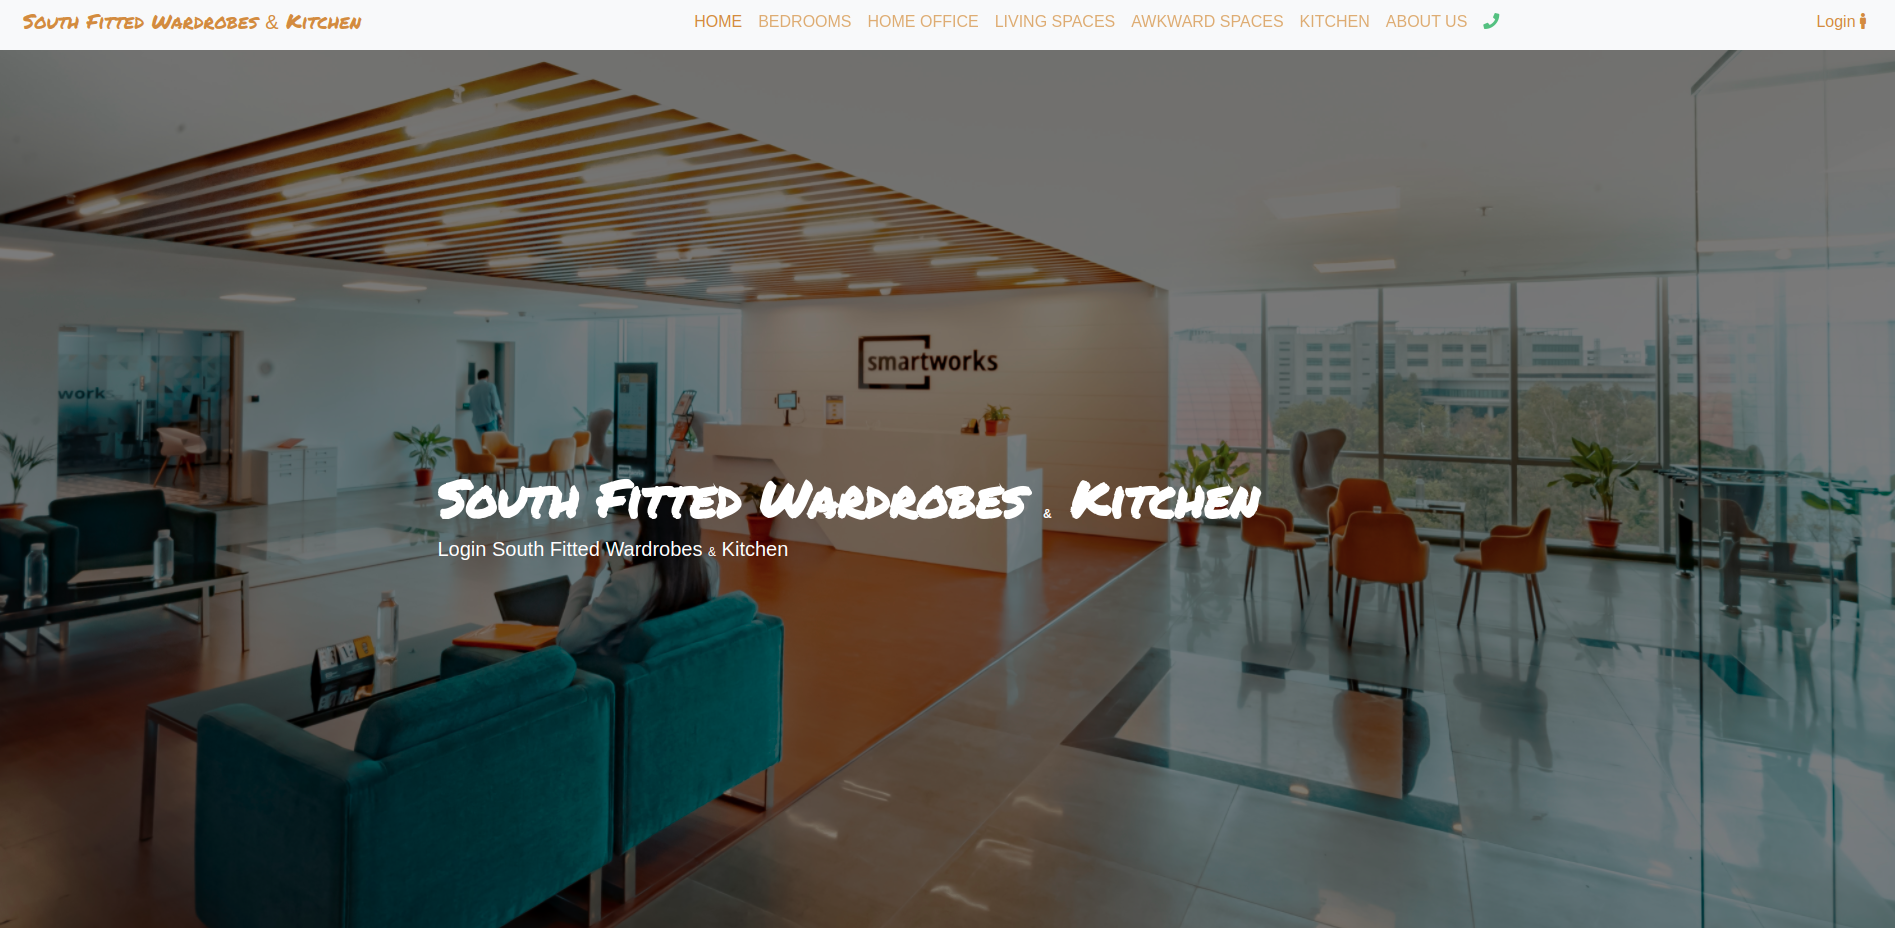 South Fitted Wardrobes & Kitchen
HOME BEDROOMS HOME OFFICE LIVING SPACES AWKWARD SPACES KITCHEN ABOUT US
Login
smartworks
works
South Fitted Wardrobes & Kitchen
Login South Fitted Wardrobes & Kitchen